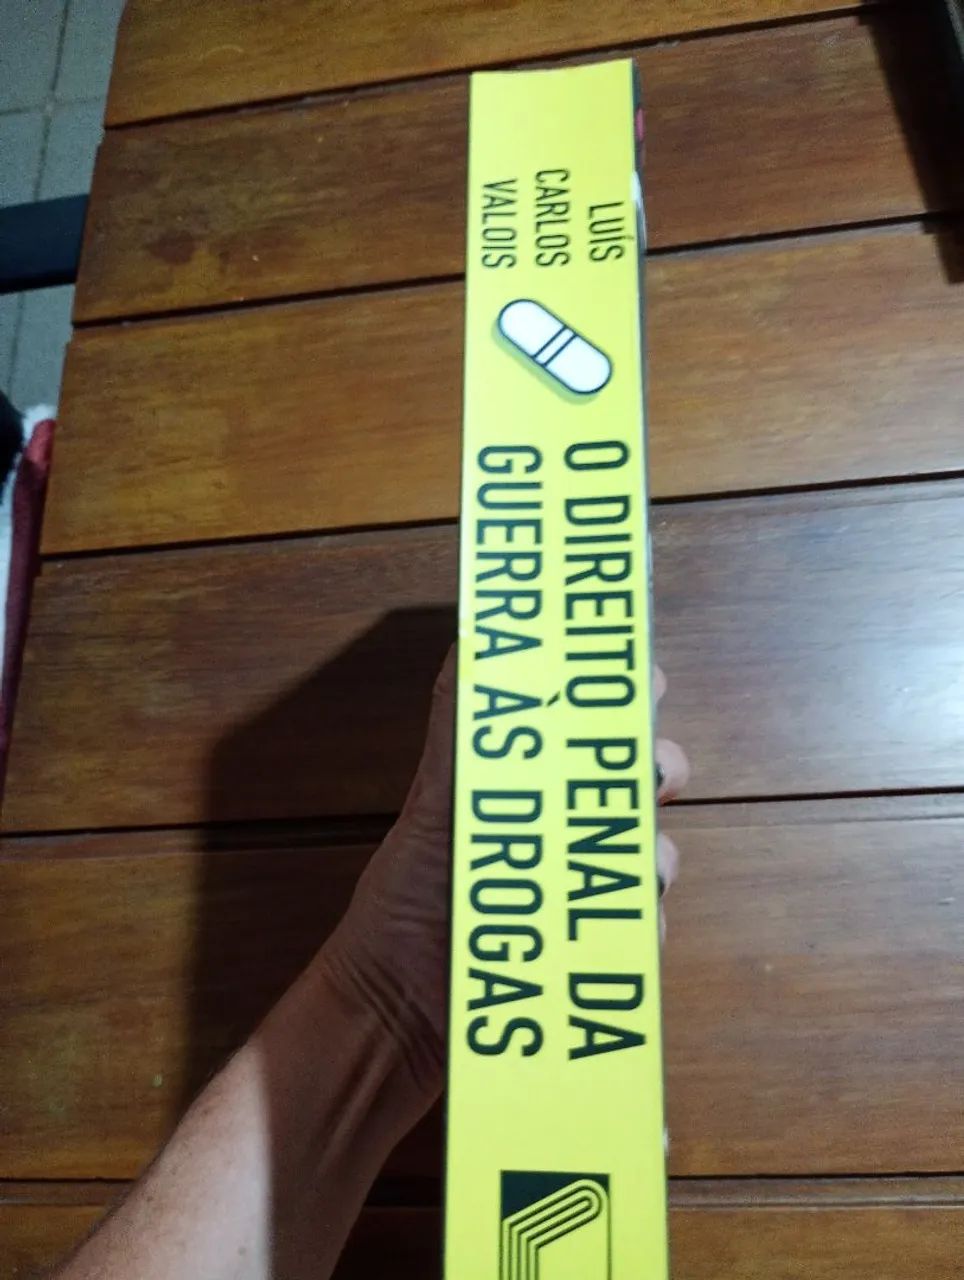 LUÍS
CARLOS
VALOIS
O DIREITO PENAL DA
GUERRA ÀS DROGAS